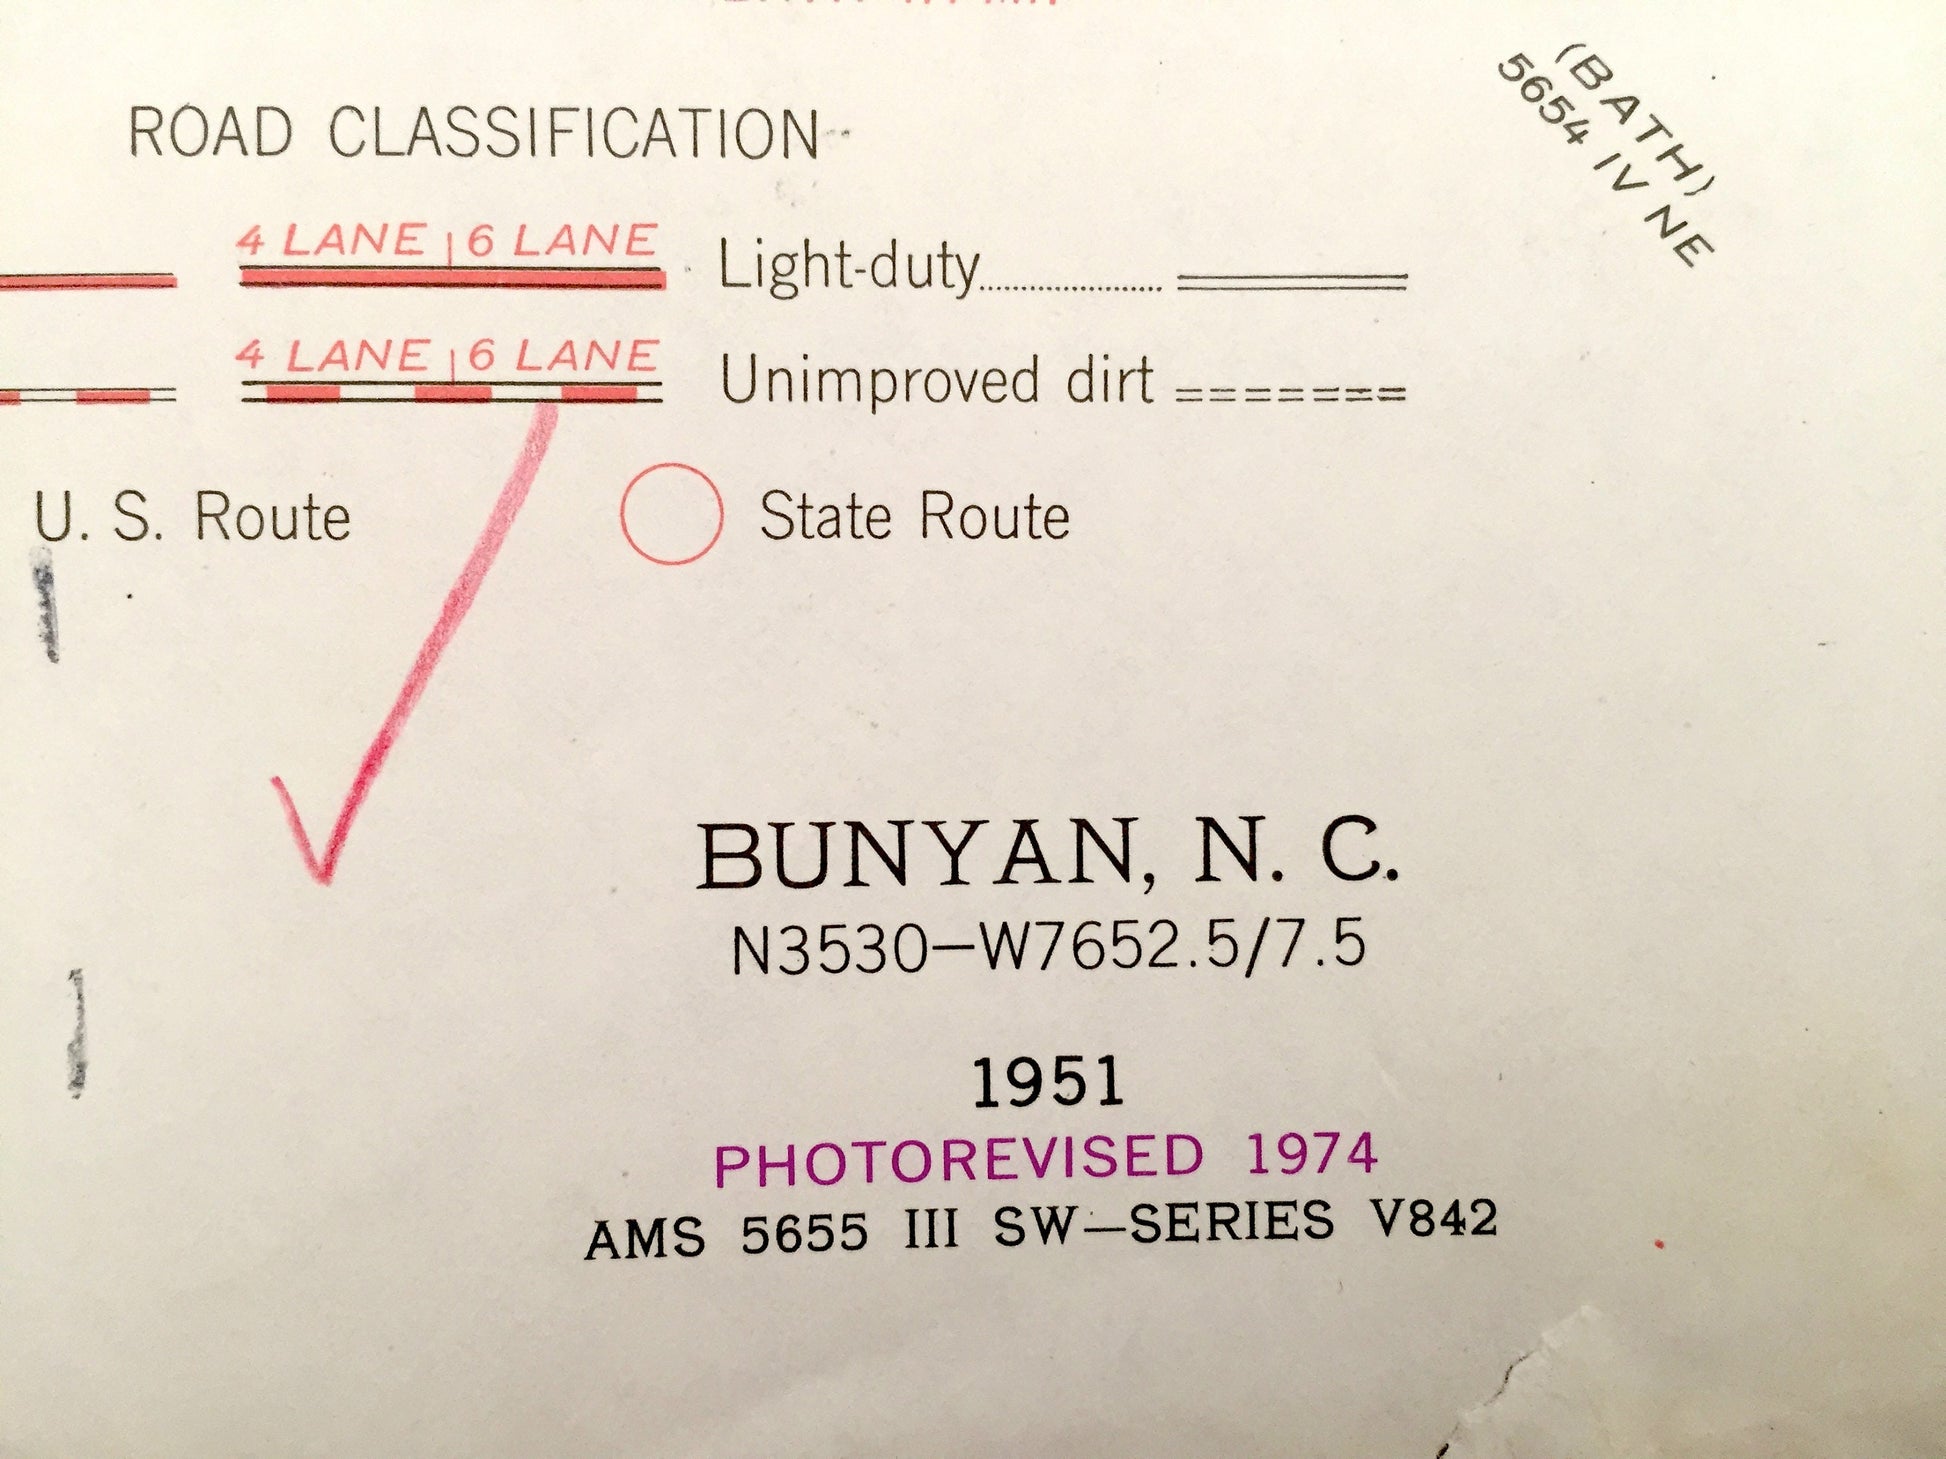 ROAD CLASSIFICATION
4 LANE 6 LANE Light-duty
4 LANE 6 LANE Unimproved dirt
U. S. Route State Route
(BATH)
5654 IV NE
BUNYAN, N. C.
N3530—W7652.5/7.5
1951
PHOTOREVISED 1974
AMS 5655 III SW—SERIES V842